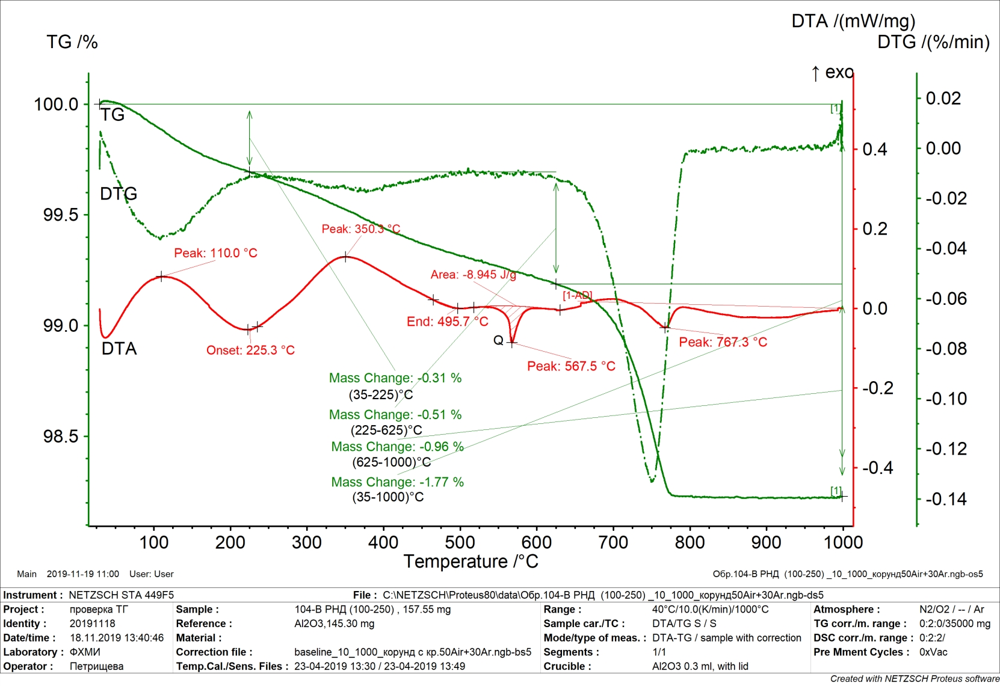 DTA /(mW/mg)
TG /%
DTG /(%/min)
↑ exo
100.0
99.5
99.0
98.5
TG
DTG
DTA
[1]
0.4
0.2
0.0
-0.2
-0.4
0.02
0.00
-0.02
-0.04
-0.06
-0.08
-0.10
-0.12
-0.14
Peak: 350.3 °C
Peak: 110.0 °C
Area: -8.945 J/g
[1-AD]
End: 495.7 °C
Q
Onset: 225.3 °C
Peak: 767.3 °C
Peak: 567.5 °C
Mass Change: -0.31 %
(35-225)°C
Mass Change: -0.51 %
(225-625)°C
Mass Change: -0.96 %
(625-1000)°C
Mass Change: -1.77 %
(35-1000)°C
[1]
100 200 300 400 500 600 700 800 900 1000
Temperature /°C
Main 2019-11-19 11:00 User: User
Обр.104-В РНД (100-250) _10_1000_корунд50Air+30Ar.ngb-os5
Instrument : NETZSCH STA 449F5 File : C:\NETZSCH\Proteus80\data\Обр.104-В РНД (100-250) _10_1000_корунд50Air+30Ar.ngb-ds5
Project : проверка ТГ Sample : 104-В РНД (100-250) , 157.55 mg Range : 40°C/10.0(K/min)/1000°C Atmosphere : N2/O2 / -- / Ar
Identity : 20191118 Reference : Al2O3,145.30 mg Sample car./TC : DTA/TG S / S TG corr./m. range : 0:2:0/35000 mg
Date/time : 18.11.2019 13:40:46 Material : Mode/type of meas. : DTA-TG / sample with correction DSC corr./m. range : 0:2:2/
Laboratory : ФХМИ Correction file : baseline_10_1000_корунд с кр.50Air+30Ar.ngb-bs5 Segments : 1/1 Pre Mment Cycles : 0xVac
Operator : Петрищева Temp.Cal./Sens. Files : 23-04-2019 13:30 / 23-04-2019 13:49 Crucible : Al2O3 0.3 ml, with lid
Created with NETZSCH Proteus software